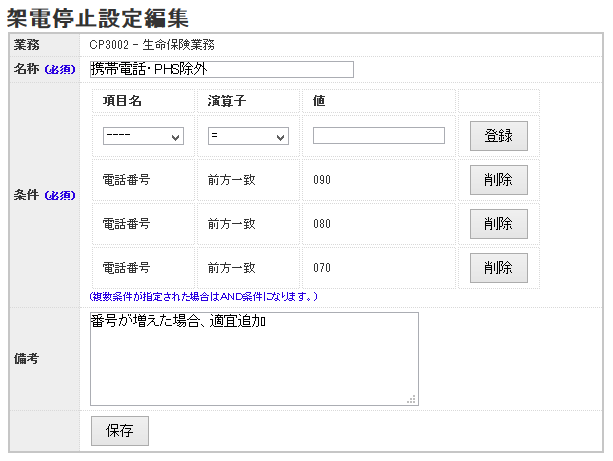 架電停止設定編集
業務 CP3002 - 生命保険業務
名称 (必須) 携帯電話・PHS除外
項目名 演算子 値
---- = 登録
条件 (必須)
電話番号 前方一致 090 削除
電話番号 前方一致 080 削除
電話番号 前方一致 070 削除
(複数条件が指定された場合はAND条件になります。)
備考 番号が増えた場合、適宜追加
保存